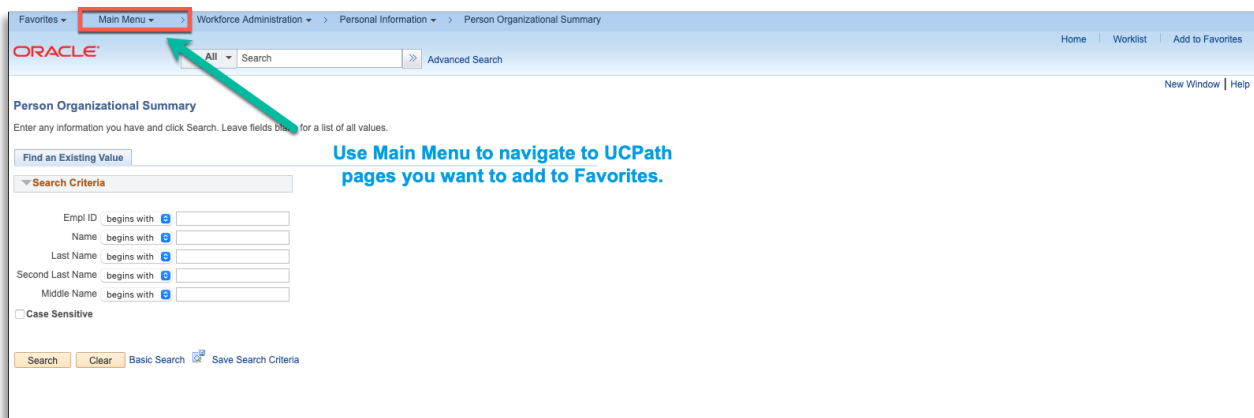 Favorites Main Menu > Workforce Administration > Personal Information > Person Organizational Summary
Home Worklist Add to Favorites
ORACLE
All Search Advanced Search
New Window | Help
Person Organizational Summary
Enter any information you have and click Search. Leave fields blank for a list of all values.
Find an Existing Value
Use Main Menu to navigate to UCPath
pages you want to add to Favorites.
Search Criteria
Empl ID begins with
Name begins with
Last Name begins with
Second Last Name begins with
Middle Name begins with
Case Sensitive
Search Clear Basic Search Save Search Criteria